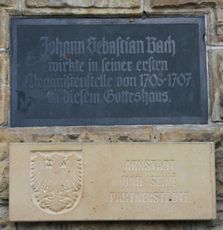 Johann Sebastian Bach
wirkte in seiner ersten
Organistenstelle von 1703-1707
in diesem Gotteshaus.
ARNSTADT
UND SEINE
PARTNERSTÄDTE